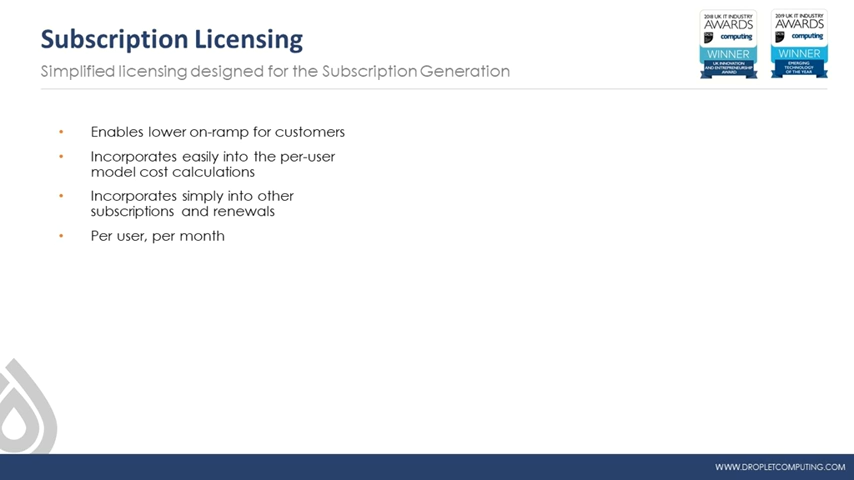 Subscription Licensing
Simplified licensing designed for the Subscription Generation
2018 UK IT INDUSTRY
AWARDS
computing
WINNER
UK INNOVATION
AND ENTREPRENEURSHIP
AWARD
2019 UK IT INDUSTRY
AWARDS
computing
WINNER
EMERGING
TECHNOLOGY
OF THE YEAR
• Enables lower on-ramp for customers
• Incorporates easily into the per-user
model cost calculations
• Incorporates simply into other
subscriptions and renewals
• Per user, per month
WWW.DROPLETCOMPUTING.COM